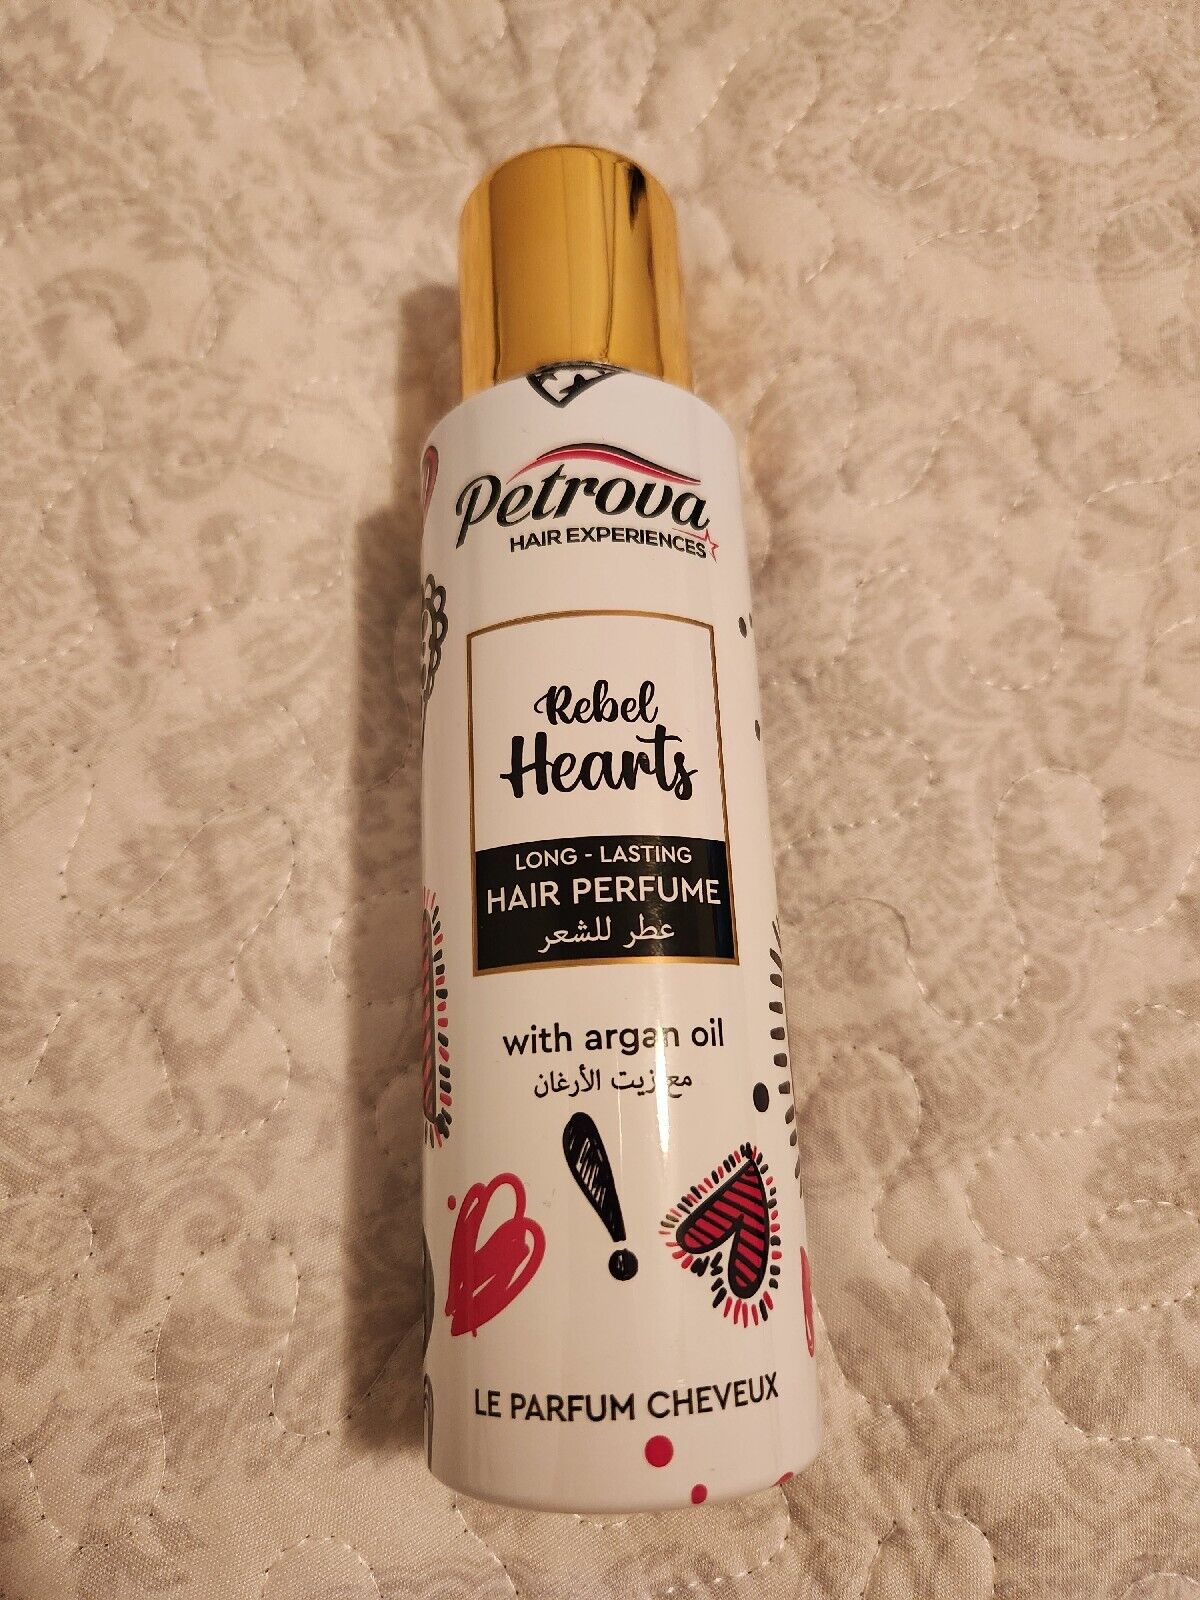 Petrova
HAIR EXPERIENCES
Rebel
Hearts
LONG - LASTING
HAIR PERFUME
عطر للشعر
with argan oil
مع زيت الأرغان
LE PARFUM CHEVEUX